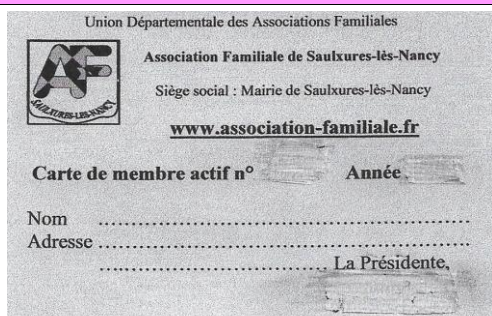 Union Départementale des Associations Familiales
AF
SAULXURES-LES-NANCY
Association Familiale de Saulxures-lès-Nancy
Siège social : Mairie de Saulxures-lès-Nancy
www.association-familiale.fr
Carte de membre actif n° Année
Nom ..................................................
Adresse ..................................................
.................................. La Présidente,